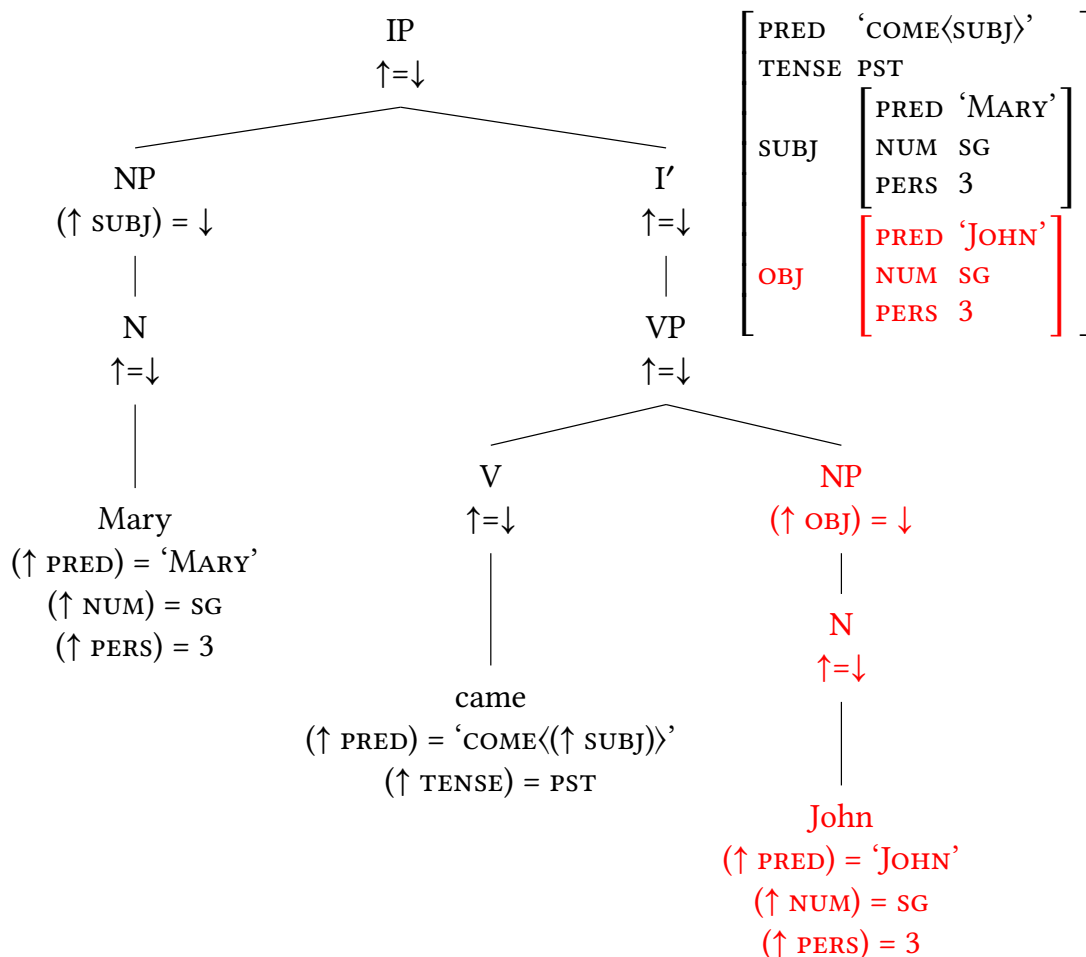 IP
↑=↓
NP
(↑ SUBJ) = ↓
I′
↑=↓
N
↑=↓
VP
↑=↓
Mary
(↑ PRED) = ‘MARY’
(↑ NUM) = SG
(↑ PERS) = 3
V
↑=↓
NP
(↑ OBJ) = ↓
came
(↑ PRED) = ‘COME⟨(↑ SUBJ)⟩’
(↑ TENSE) = PST
N
↑=↓
John
(↑ PRED) = ‘JOHN’
(↑ NUM) = SG
(↑ PERS) = 3
PRED ‘COME⟨SUBJ⟩’
TENSE PST
PRED ‘MARY’
SUBJ NUM SG
PERS 3
PRED ‘JOHN’
OBJ NUM SG
PERS 3